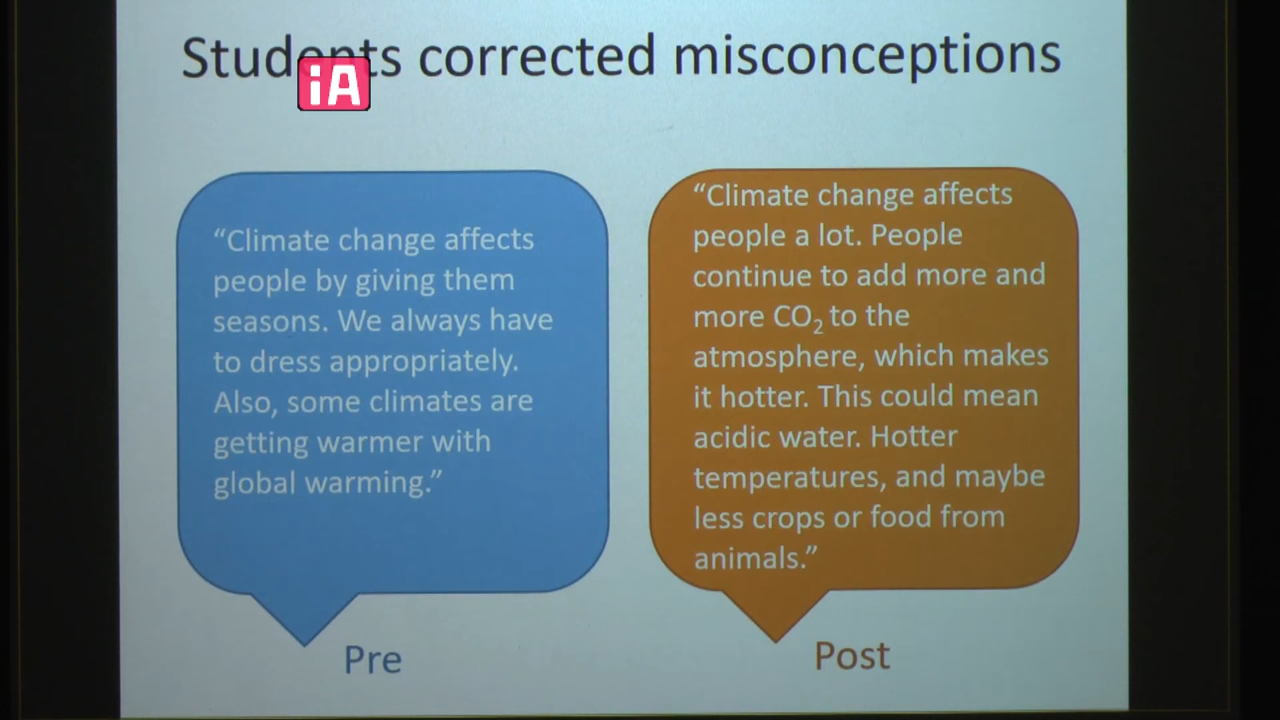 Students corrected misconceptions
iA
“Climate change affects
people by giving them
seasons. We always have
to dress appropriately.
Also, some climates are
getting warmer with
global warming.”
Pre
“Climate change affects
people a lot. People
continue to add more and
more CO₂ to the
atmosphere, which makes
it hotter. This could mean
acidic water. Hotter
temperatures, and maybe
less crops or food from
animals.”
Post